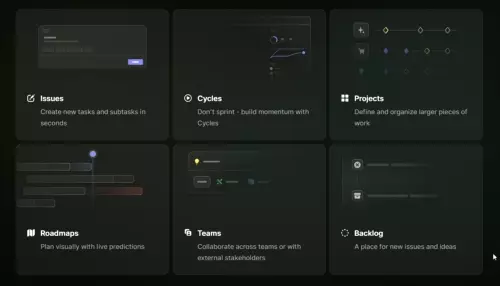 Issues
Create new tasks and subtasks in
seconds
Cycles
Don't sprint - build momentum with
Cycles
Projects
Define and organize larger pieces of
work
Roadmaps
Plan visually with live predictions
Teams
Collaborate across teams or with
external stakeholders
Backlog
A place for new issues and ideas